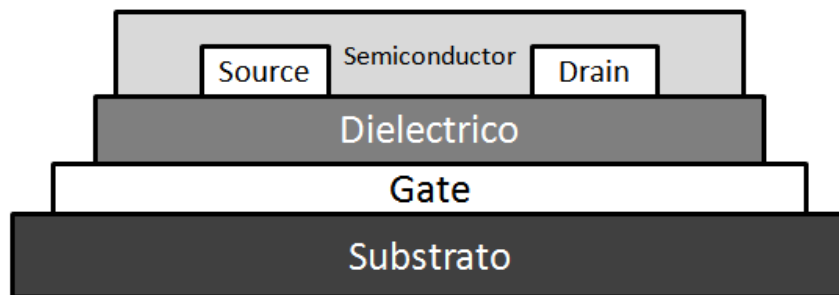 Source
Semiconductor
Drain
Dielectrico
Gate
Substrato